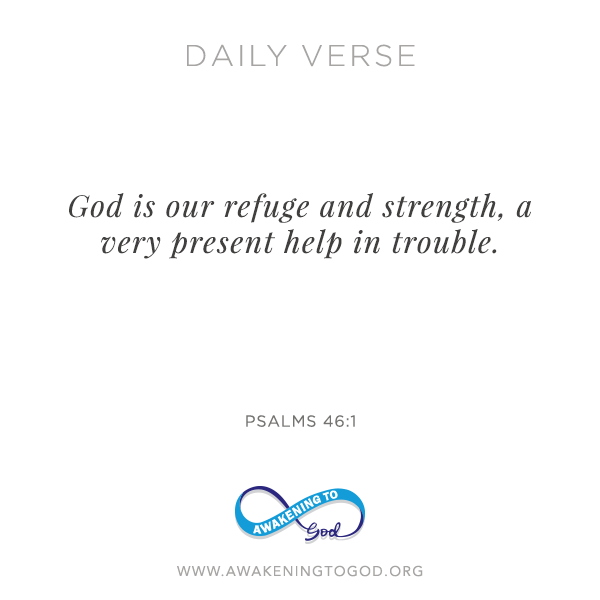 DAILY VERSE
God is our refuge and strength, a
very present help in trouble.
PSALMS 46:1
AWAKENING TO
God
WWW.AWAKENINGTOGOD.ORG